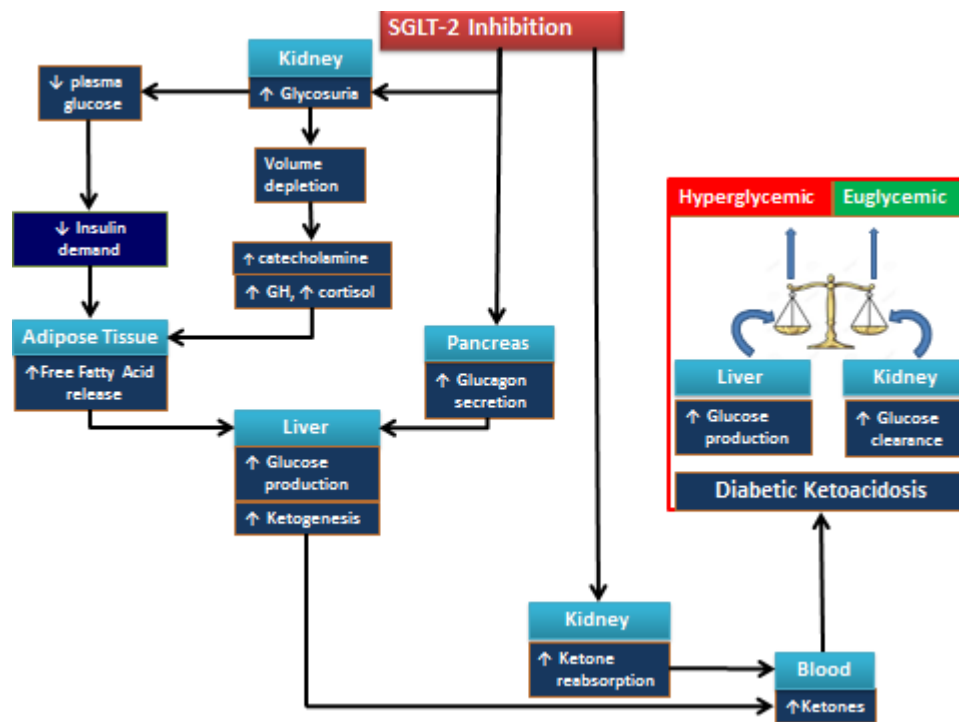 SGLT-2 Inhibition
Kidney
↑ Glycosuria
↓ plasma
glucose
Volume
depletion
↓ Insulin
demand
↑ catecholamine
↑ GH, ↑ cortisol
Adipose Tissue
↑Free Fatty Acid
release
Pancreas
↑ Glucagon
secretion
Liver
↑ Glucose
production
↑ Ketogenesis
Hyperglycemic
Euglycemic
Liver
↑ Glucose
production
Kidney
↑ Glucose
clearance
Diabetic Ketoacidosis
Kidney
↑ Ketone
reabsorption
Blood
↑Ketones